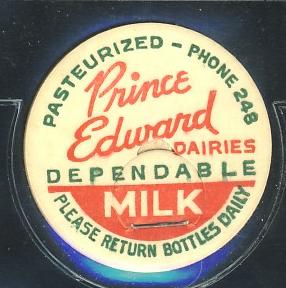 PASTEURIZED - PHONE 248
Prince
Edward
DAIRIES
DEPENDABLE
MILK
PLEASE RETURN BOTTLES DAILY